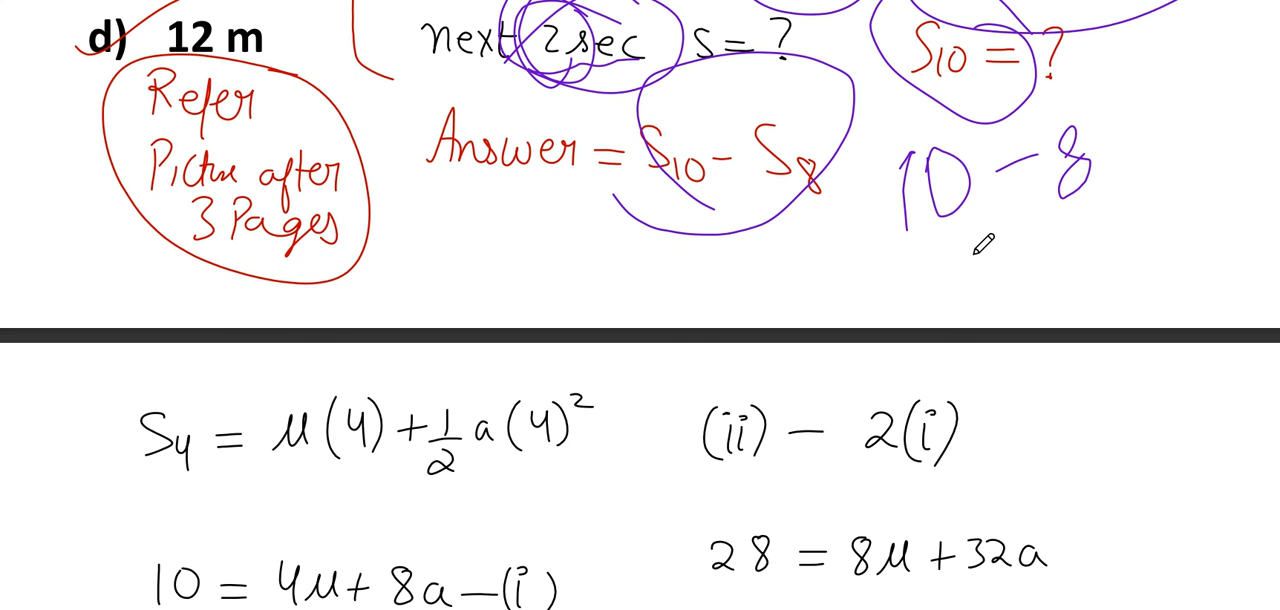 d) 12 m
next 2sec s = ?
S10 = ?
Refer
Picture after
3 Pages
Answer = S10 - S8
10 - 8
S4 = u(4) + 1/2 a(4)²
(ii) - 2(i)
10 = 4u + 8a —(i)
28 = 8u + 32a